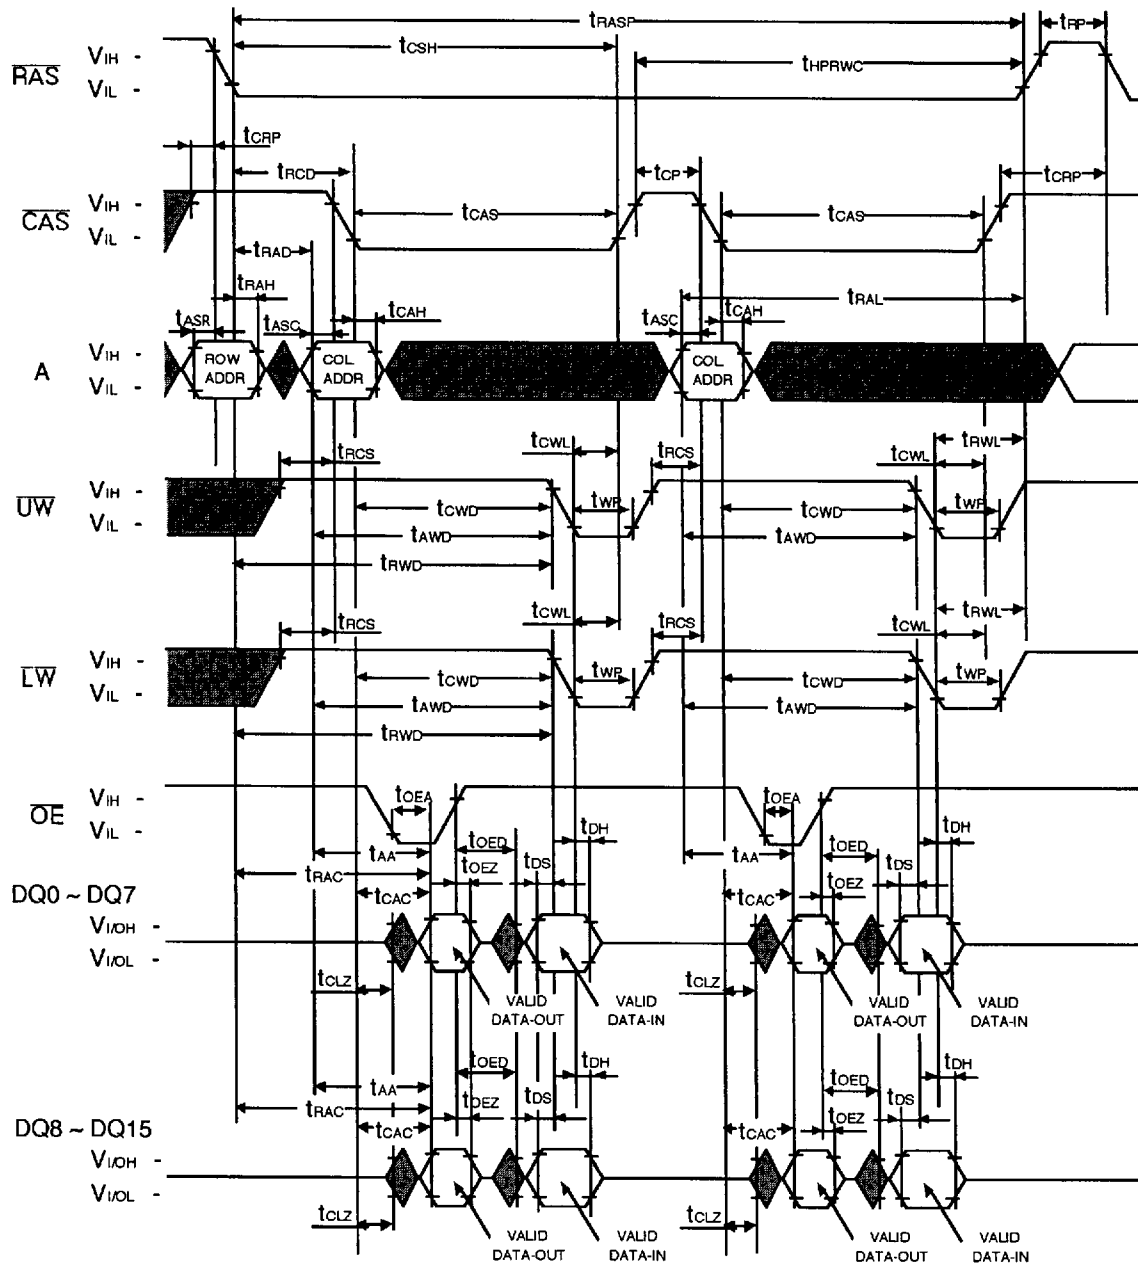 tRASP tRP
tCSH
tHPRWC
RAS VIH -
VIL -
tCRP
tRCD tCP tCRP
CAS VIH -
VIL -
tCAS tCAS
tRAD
tRAH tRAL
tASR tASC tCAH tASC tCAH
A VIH -
VIL -
ROW ADDR
COL ADDR
COL ADDR
tRCS tCWL tRCS tCWL tRWL
UW VIH -
VIL -
tWP tWP
tCWD tCWD
tAWD tAWD
tRWD
tRCS tCWL tRCS tCWL tRWL
LW VIH -
VIL -
tWP tWP
tCWD tCWD
tAWD tAWD
tRWD
OE VIH -
VIL -
tOEA tOEA
tOED tDH tOED tDH
tAA tAA
tRAC tOEZ tDS tOEZ tDS
DQ0 ~ DQ7 tCAC tCAC
VI/OH -
VI/OL -
tCLZ tCLZ
VALID DATA-OUT
VALID DATA-IN
VALID DATA-OUT
VALID DATA-IN
tOED tDH tOED tDH
tAA
tRAC tOEZ tDS tOEZ tDS
DQ8 ~ DQ15 tCAC tCAC
VI/OH -
VI/OL -
tCLZ tCLZ
VALID DATA-OUT
VALID DATA-IN
VALID DATA-OUT
VALID DATA-IN